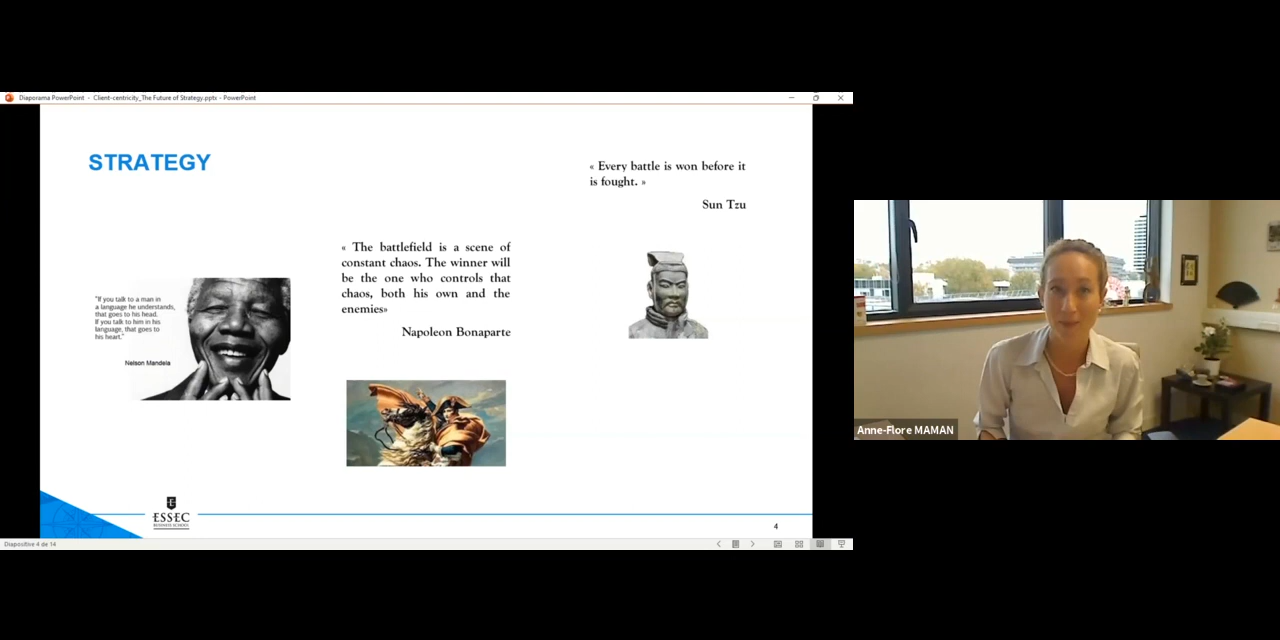 Diaporama PowerPoint - Client-centricity_The Future of Strategy.pptx - PowerPoint
STRATEGY
"If you talk to a man in
a language he understands,
that goes to his head.
If you talk to him in his
language, that goes to
his heart."
Nelson Mandela
« The battlefield is a scene of
constant chaos. The winner will
be the one who controls that
chaos, both his own and the
enemies»
Napoleon Bonaparte
« Every battle is won before it
is fought. »
Sun Tzu
ESSEC
BUSINESS SCHOOL
4
Diapositive 4 de 14
Anne-Flore MAMAN